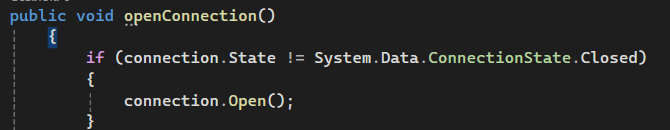 public void openConnection()
{
if (connection.State != System.Data.ConnectionState.Closed)
{
connection.Open();
}